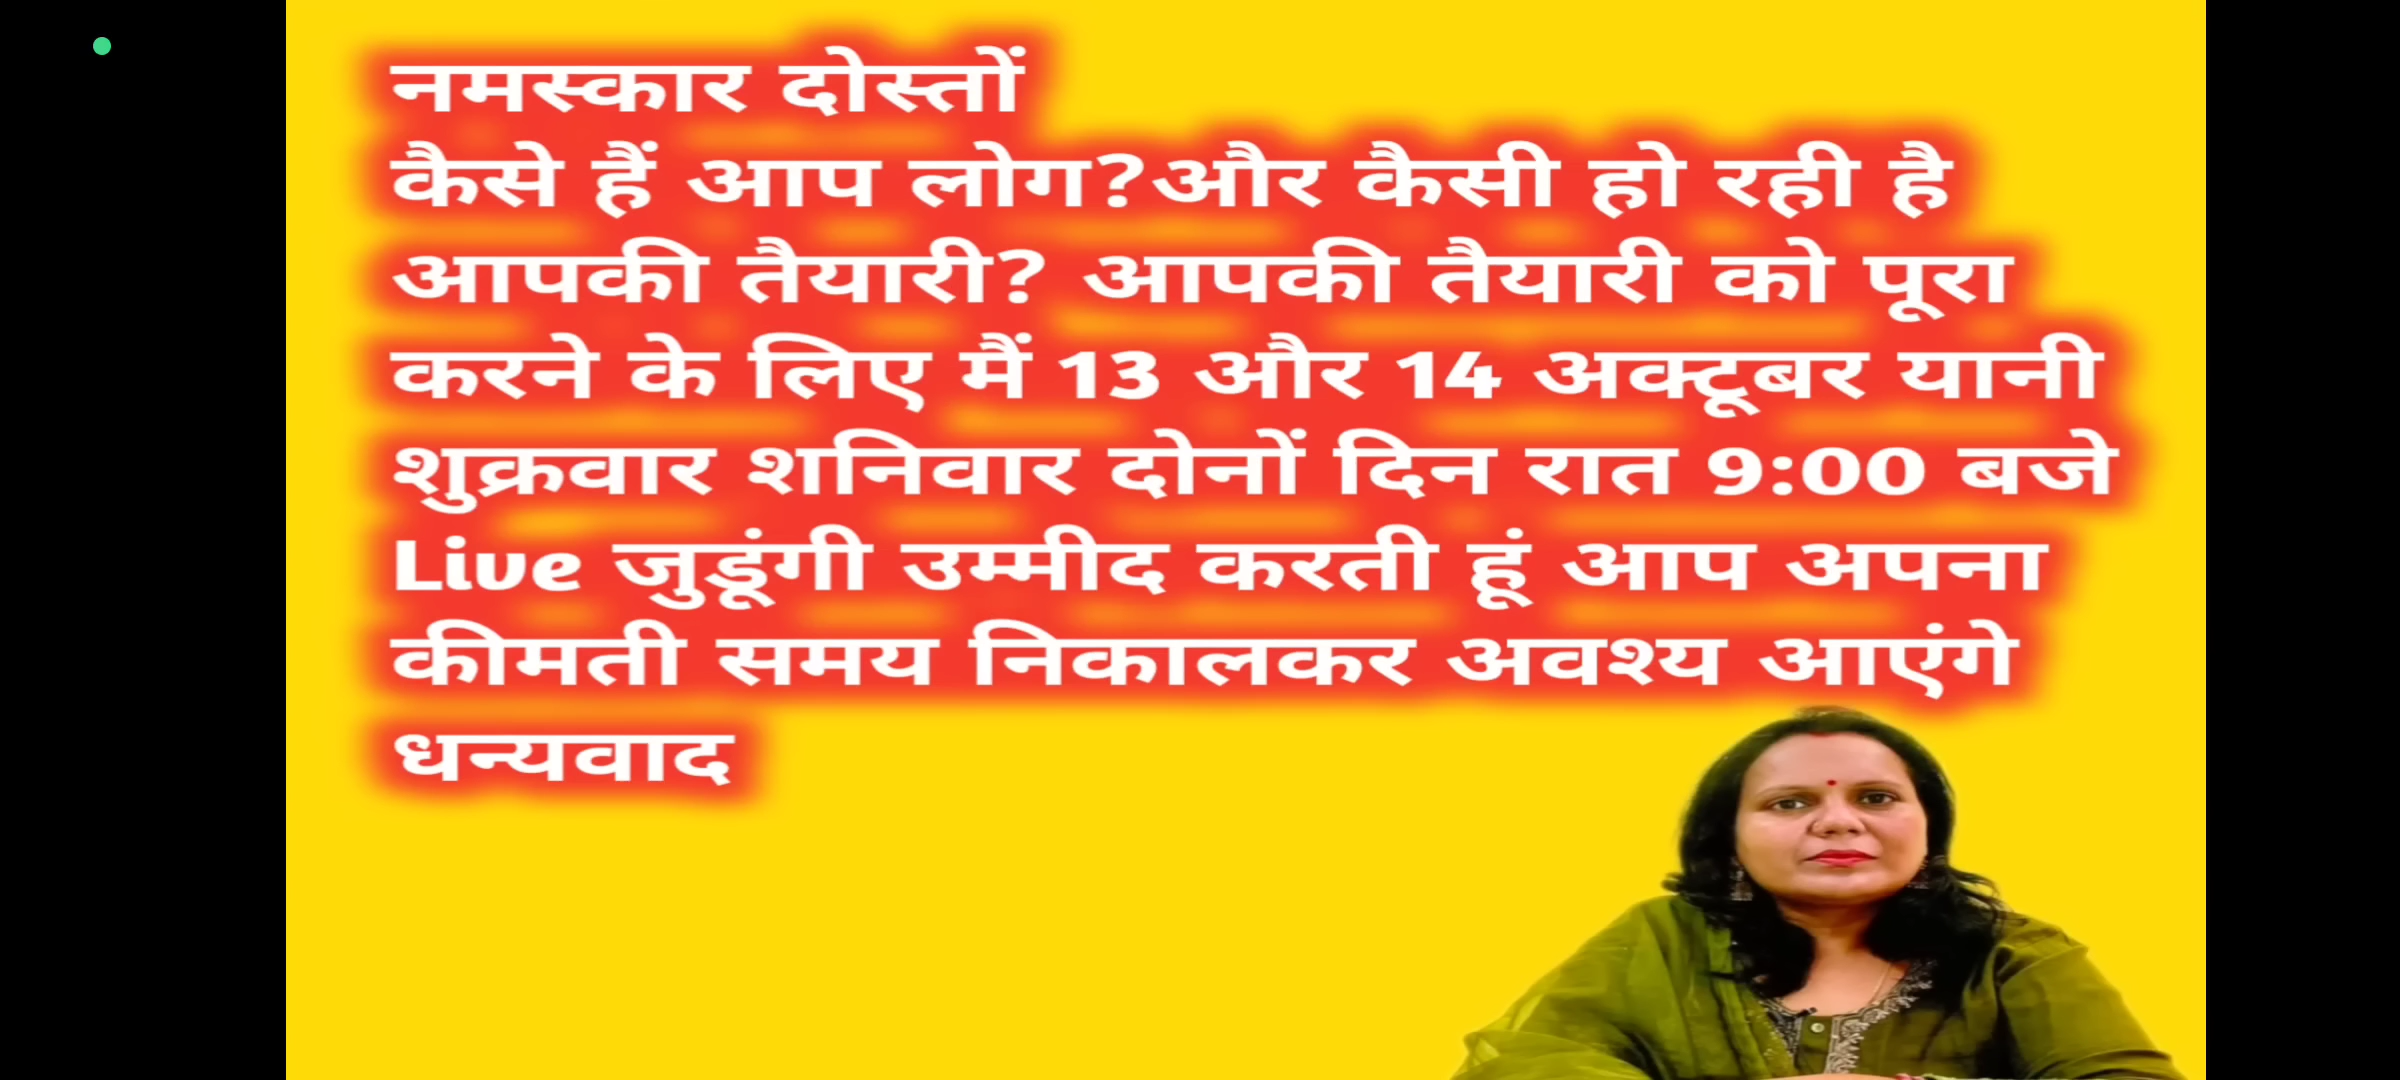 नमस्कार दोस्तों
कैसे हैं आप लोग?और कैसी हो रही है
आपकी तैयारी? आपकी तैयारी को पूरा
करने के लिए मैं 13 और 14 अक्टूबर यानी
शुक्रवार शनिवार दोनों दिन रात 9:00 बजे
Live जुडूंगी उम्मीद करती हूं आप अपना
कीमती समय निकालकर अवश्य आएंगे
धन्यवाद